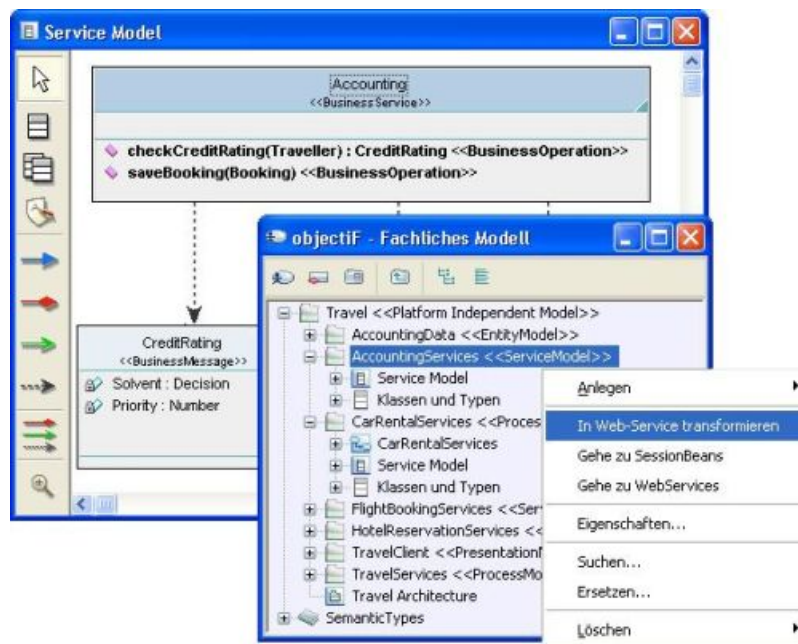 Service Model
Accounting
<<Business Service>>
checkCreditRating(Traveller) : CreditRating <<BusinessOperation>>
saveBooking(Booking) <<BusinessOperation>>
CreditRating
<<BusinessMessage>>
Solvent : Decision
Priority : Number
objectiF - Fachliches Modell
Travel <<Platform Independent Model>>
AccountingData <<EntityModel>>
AccountingServices <<ServiceModel>>
Service Model
Klassen und Typen
CarRentalServices <<Proces
CarRentalServices
Service Model
Klassen und Typen
FlightBookingServices <<Ser
HotelReservationServices <<
TravelClient <<Presentation
TravelServices <<ProcessMo
Travel Architecture
SemanticTypes
Anlegen
In Web-Service transformieren
Gehe zu SessionBeans
Gehe zu WebServices
Eigenschaften...
Suchen...
Ersetzen...
Löschen